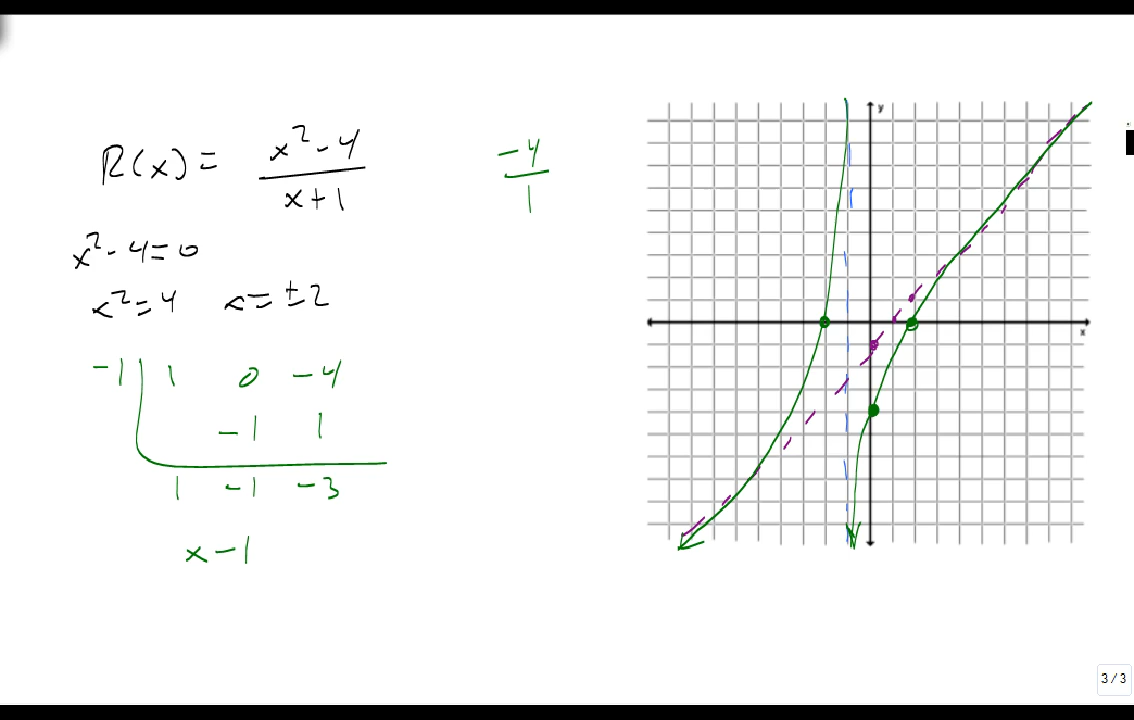 R(x) = x²-4 / x+1
-4 / 1
x²-4=0
x²=4 x=±2
-1 | 1 0 -4
-1 1
1 -1 -3
x-1
y
x
3/3